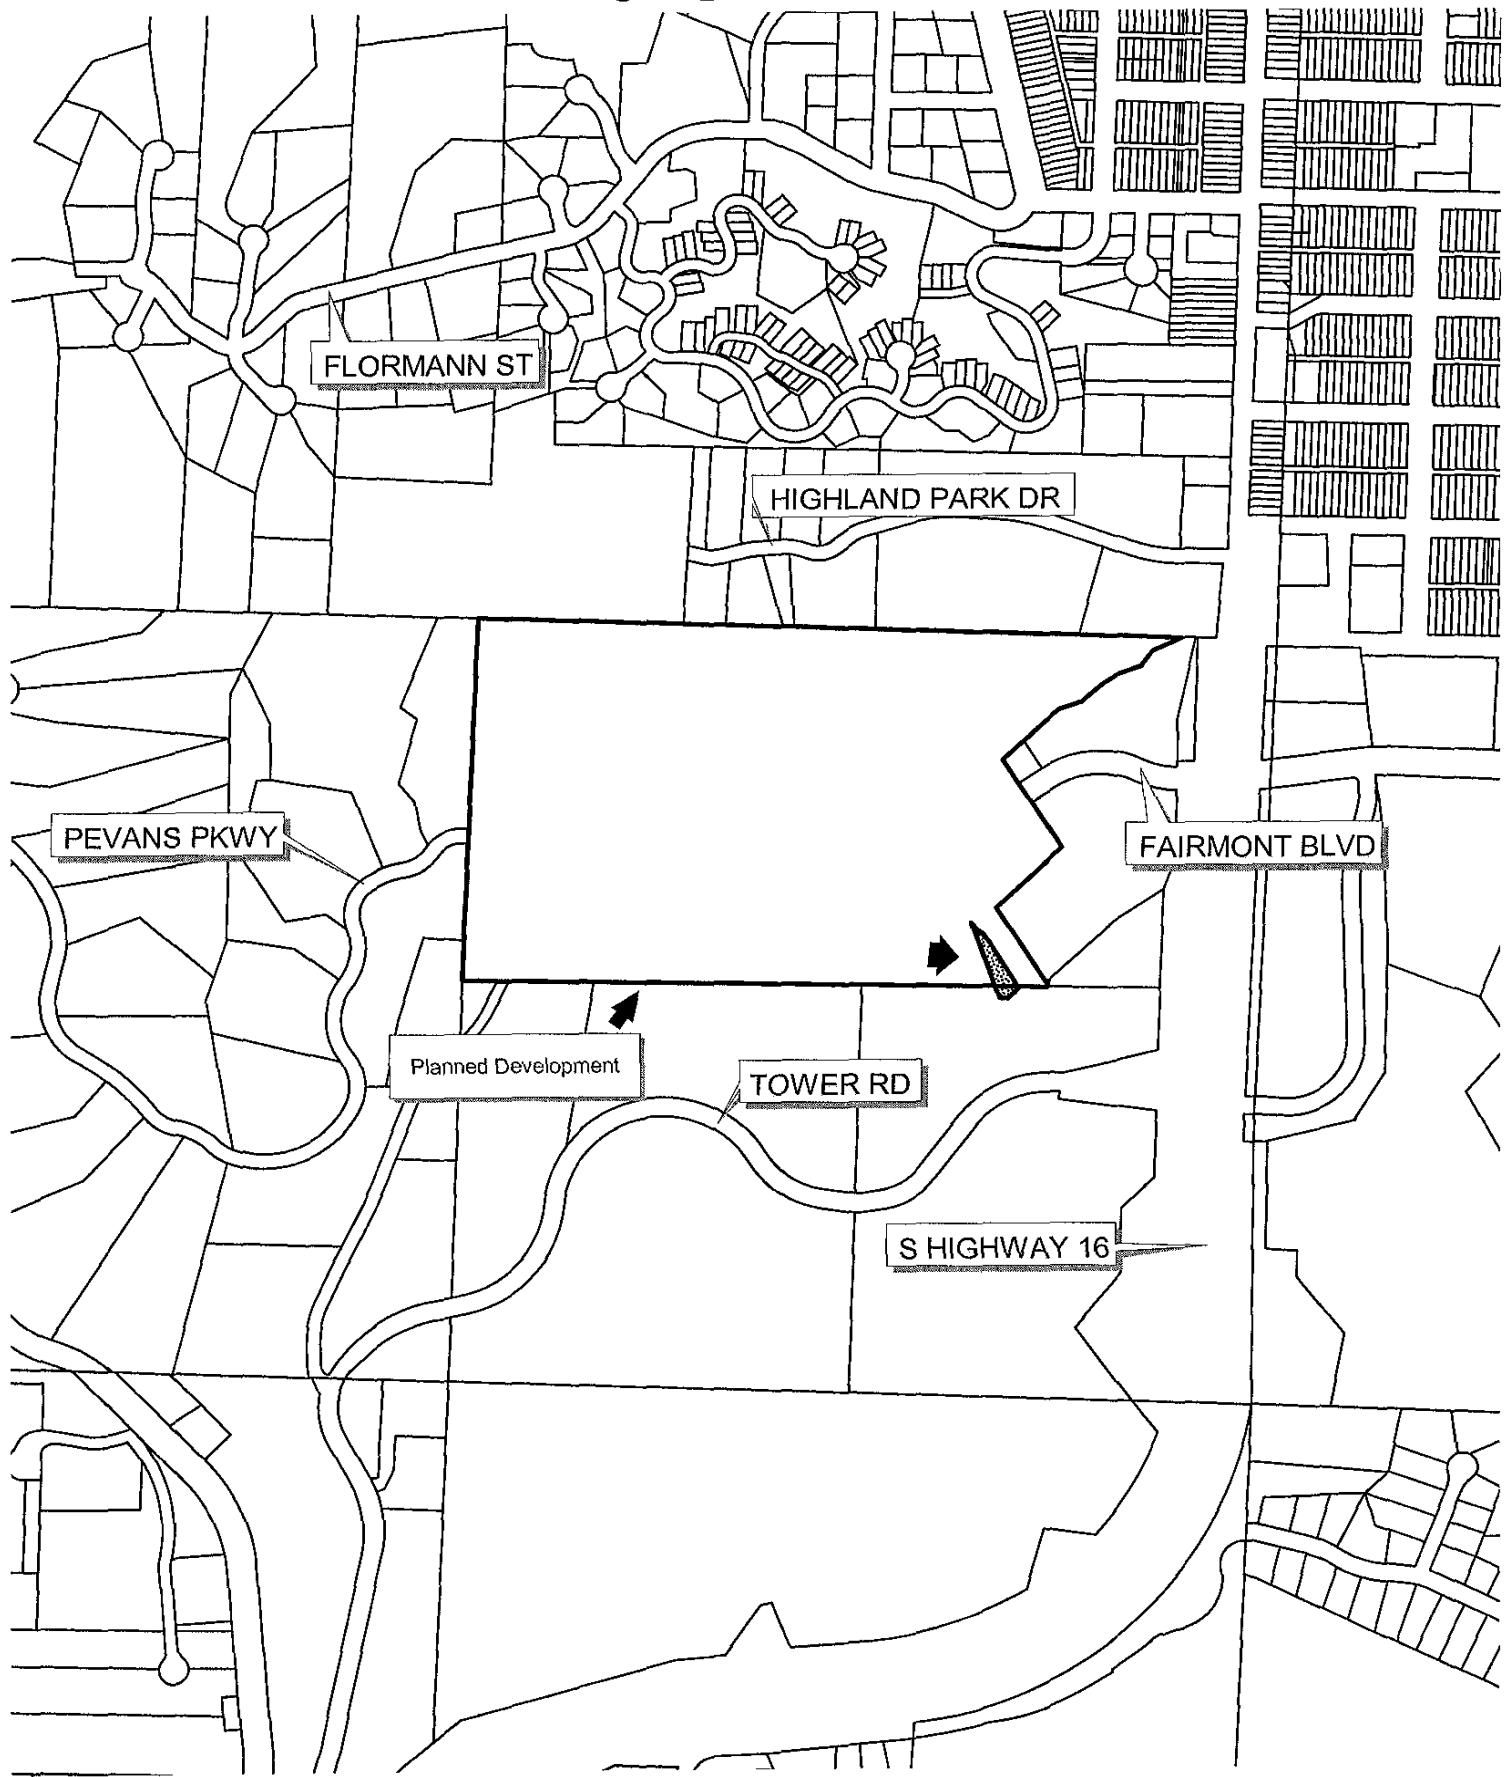 FLORMANN ST
HIGHLAND PARK DR
PEVANS PKWY
FAIRMONT BLVD
Planned Development
TOWER RD
S HIGHWAY 16